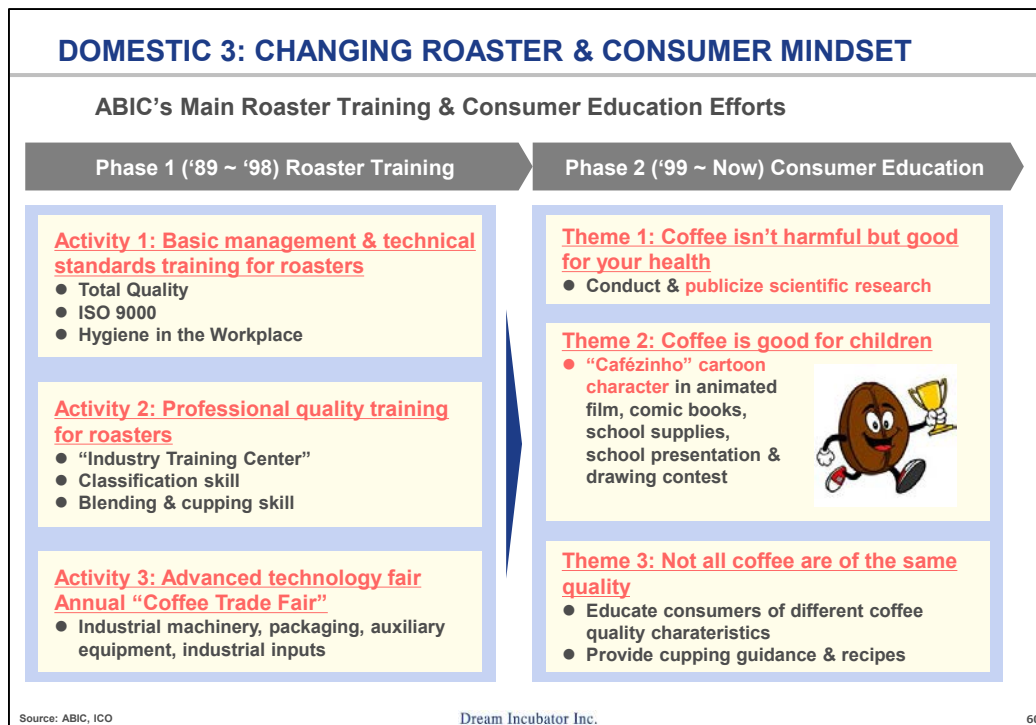 DOMESTIC 3: CHANGING ROASTER & CONSUMER MINDSET
ABIC's Main Roaster Training & Consumer Education Efforts
Phase 1 ('89 ~ '98) Roaster Training
Activity 1: Basic management & technical
standards training for roasters
● Total Quality
● ISO 9000
● Hygiene in the Workplace
Activity 2: Professional quality training
for roasters
● "Industry Training Center"
● Classification skill
● Blending & cupping skill
Activity 3: Advanced technology fair
Annual "Coffee Trade Fair"
● Industrial machinery, packaging, auxiliary
equipment, industrial inputs
Phase 2 ('99 ~ Now) Consumer Education
Theme 1: Coffee isn't harmful but good
for your health
● Conduct & publicize scientific research
Theme 2: Coffee is good for children
● "Cafézinho" cartoon
character in animated
film, comic books,
school supplies,
school presentation &
drawing contest
Theme 3: Not all coffee are of the same
quality
● Educate consumers of different coffee
quality charateristics
● Provide cupping guidance & recipes
Source: ABIC, ICO
Dream Incubator Inc.